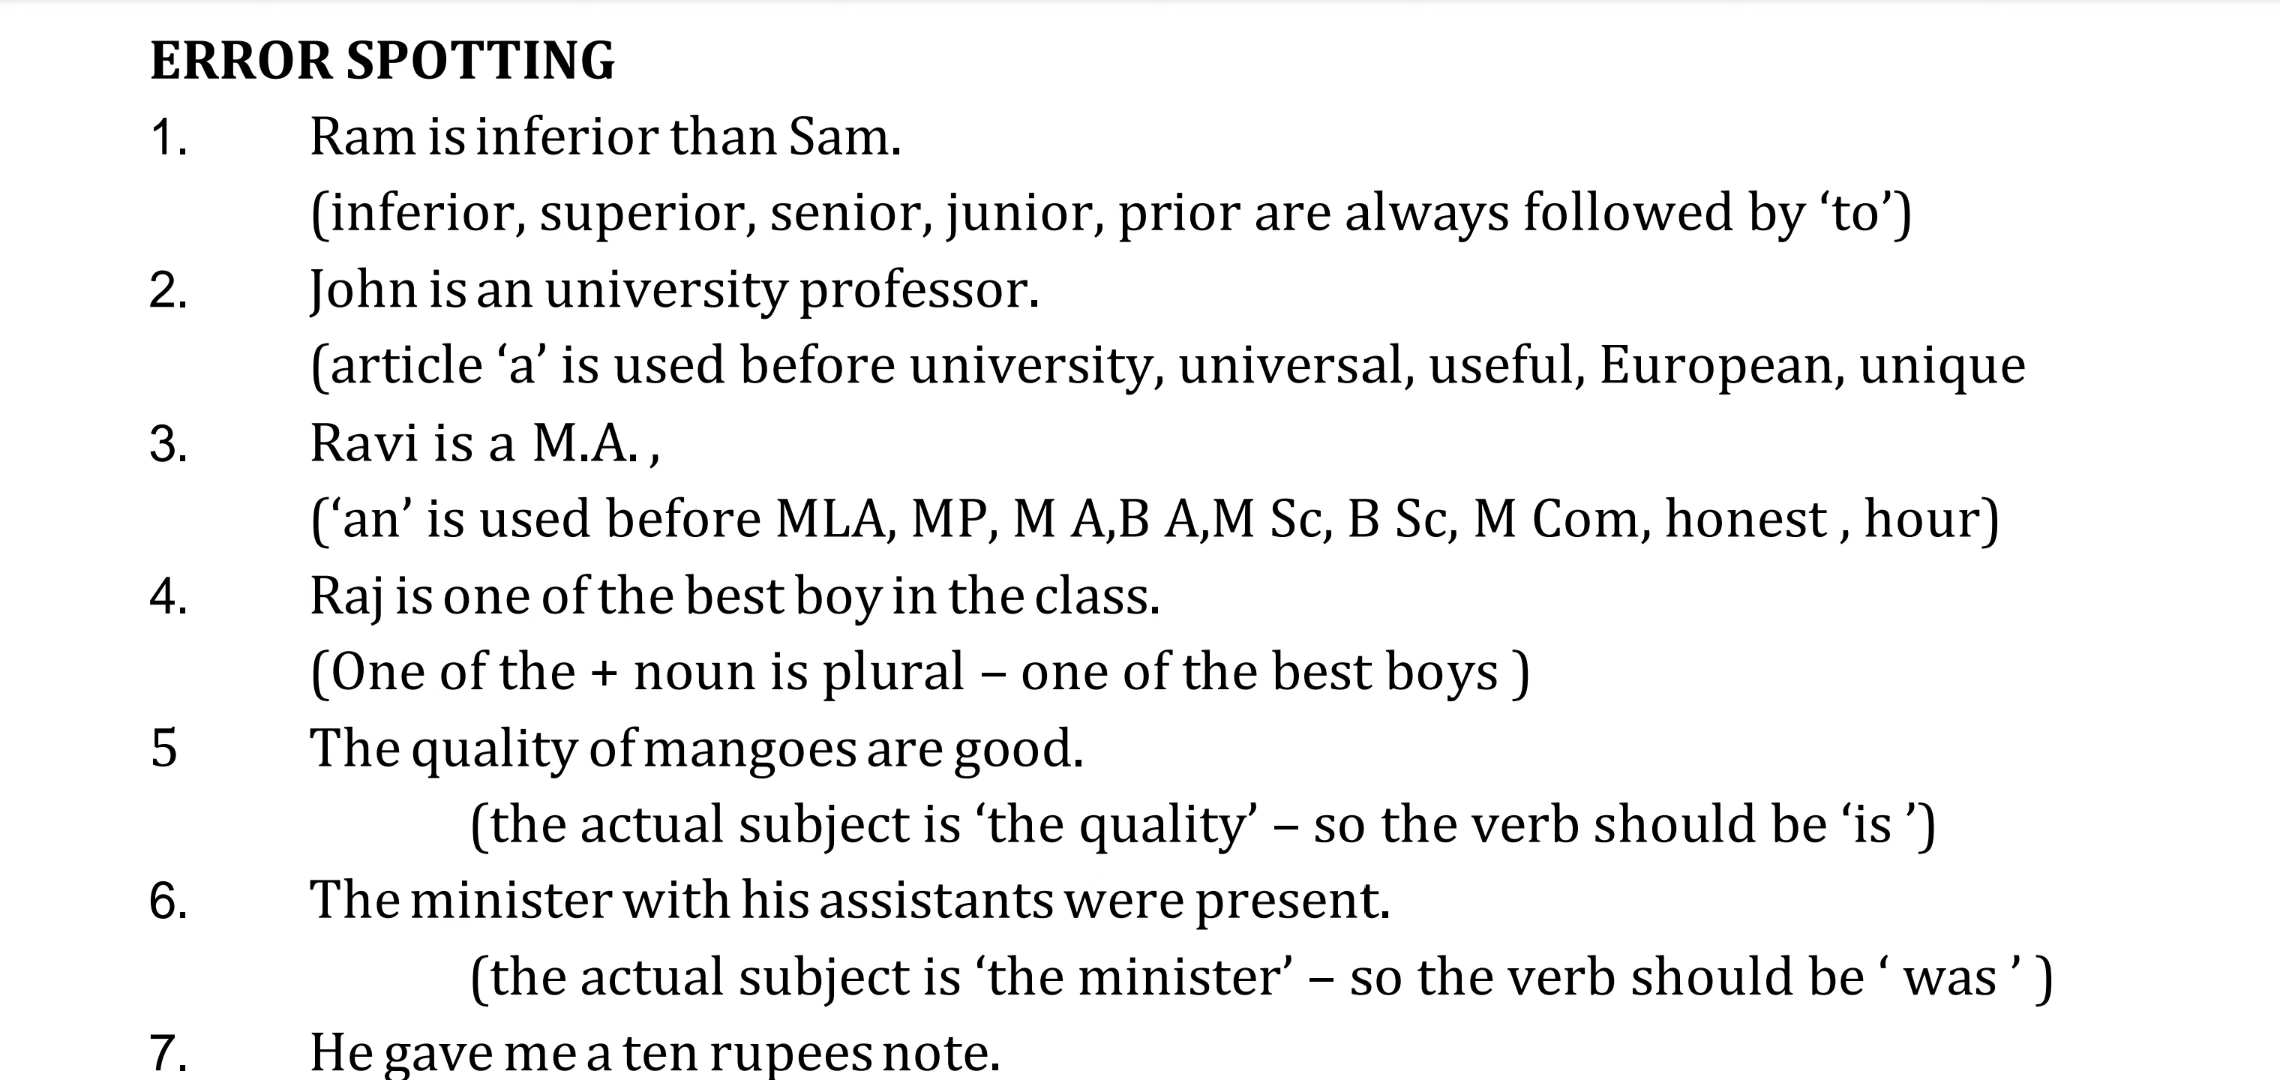 ERROR SPOTTING
1. Ram is inferior than Sam.
(inferior, superior, senior, junior, prior are always followed by ‘to’)
2. John is an university professor.
(article ‘a’ is used before university, universal, useful, European, unique
3. Ravi is a M.A. ,
(‘an’ is used before MLA, MP, M A,B A,M Sc, B Sc, M Com, honest , hour)
4. Raj is one of the best boy in the class.
(One of the + noun is plural – one of the best boys )
5 The quality of mangoes are good.
(the actual subject is ‘the quality’ – so the verb should be ‘is ’)
6. The minister with his assistants were present.
(the actual subject is ‘the minister’ – so the verb should be ‘ was ’ )
7. He gave me a ten rupees note.